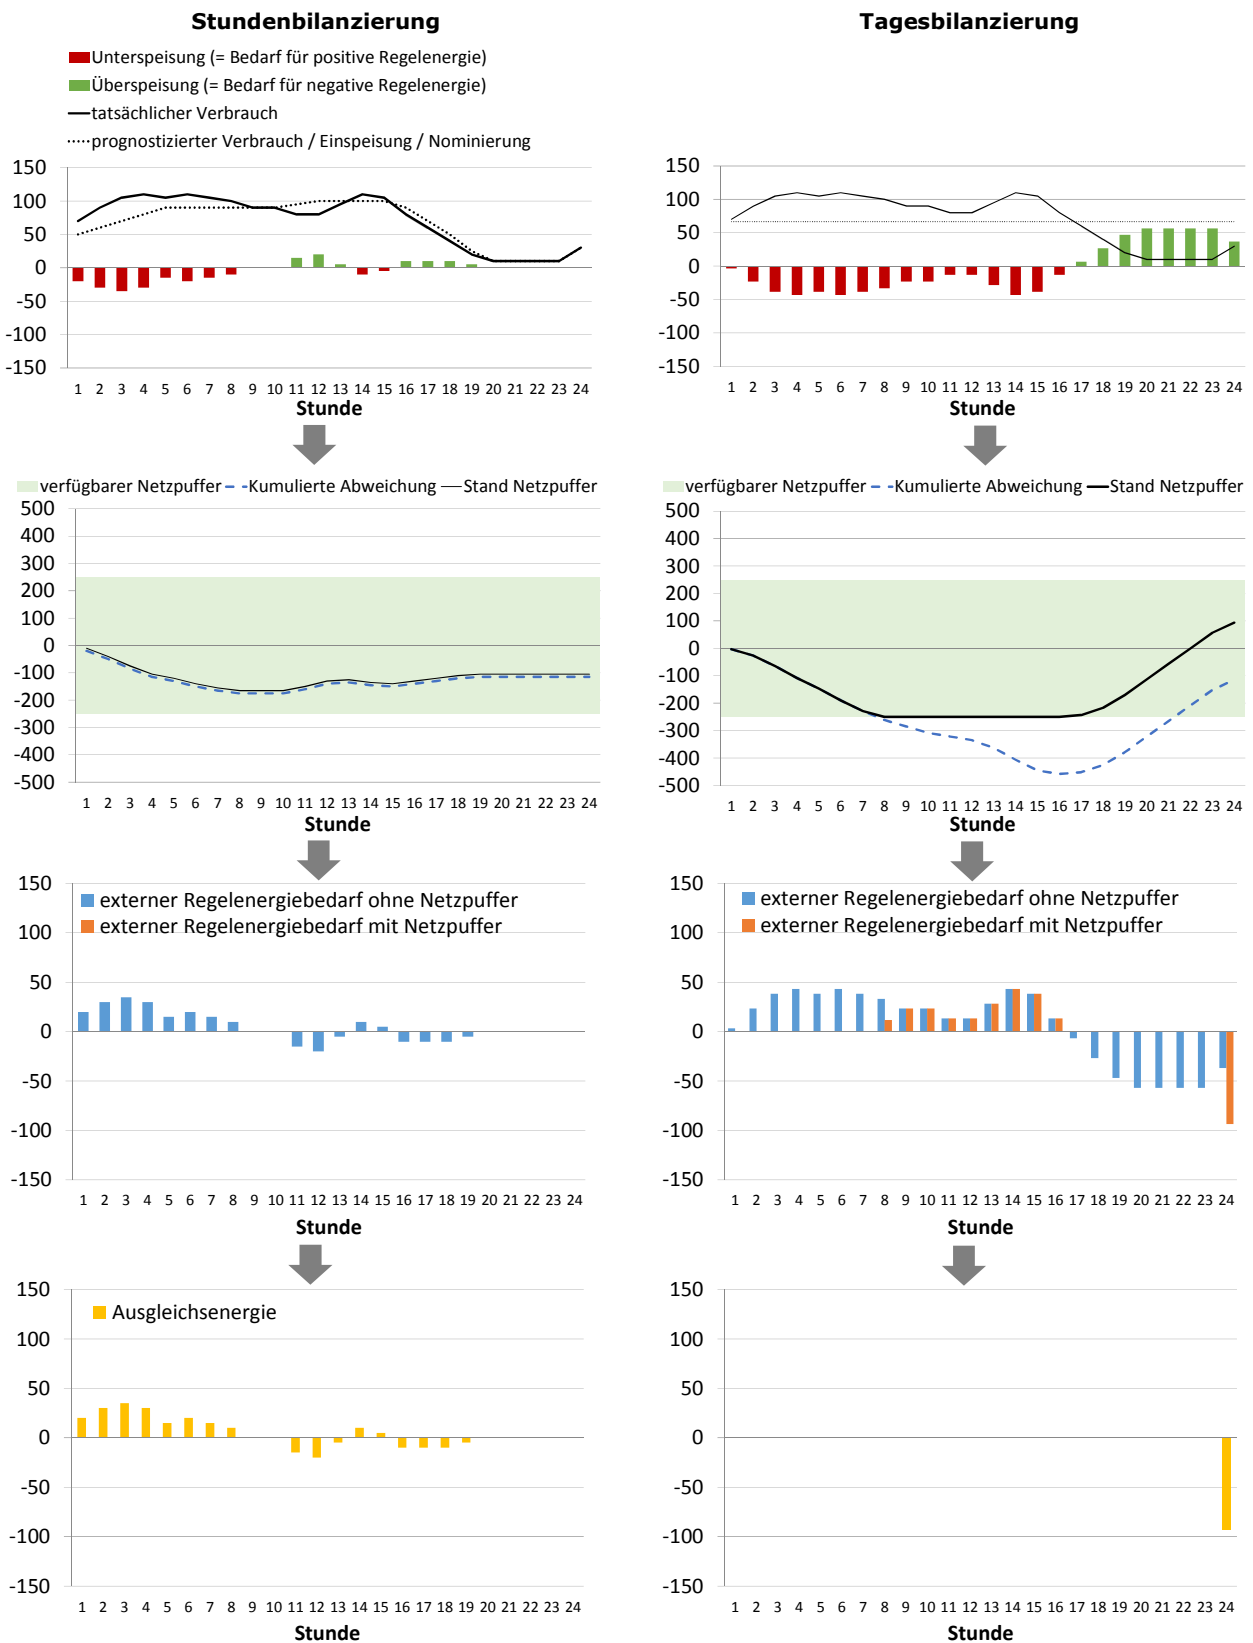 Stundenbilanzierung
Unterspeisung (= Bedarf für positive Regelenergie)
Überspeisung (= Bedarf für negative Regelenergie)
tatsächlicher Verbrauch
prognostizierter Verbrauch / Einspeisung / Nominierung
150
100
50
0
-50
-100
-150
1 2 3 4 5 6 7 8 9 10 11 12 13 14 15 16 17 18 19 20 21 22 23 24
Stunde
verfügbarer Netzpuffer Kumulierte Abweichung Stand Netzpuffer
500
400
300
200
100
0
-100
-200
-300
-400
-500
1 2 3 4 5 6 7 8 9 10 11 12 13 14 15 16 17 18 19 20 21 22 23 24
Stunde
150
100
50
0
-50
-100
-150
externer Regelenergiebedarf ohne Netzpuffer
externer Regelenergiebedarf mit Netzpuffer
1 2 3 4 5 6 7 8 9 10 11 12 13 14 15 16 17 18 19 20 21 22 23 24
Stunde
150
100
50
0
-50
-100
-150
Ausgleichsenergie
1 2 3 4 5 6 7 8 9 10 11 12 13 14 15 16 17 18 19 20 21 22 23 24
Stunde
Tagesbilanzierung
150
100
50
0
-50
-100
-150
1 2 3 4 5 6 7 8 9 10 11 12 13 14 15 16 17 18 19 20 21 22 23 24
Stunde
verfügbarer Netzpuffer Kumulierte Abweichung Stand Netzpuffer
500
400
300
200
100
0
-100
-200
-300
-400
-500
1 2 3 4 5 6 7 8 9 10 11 12 13 14 15 16 17 18 19 20 21 22 23 24
Stunde
150
100
50
0
-50
-100
-150
externer Regelenergiebedarf ohne Netzpuffer
externer Regelenergiebedarf mit Netzpuffer
1 2 3 4 5 6 7 8 9 10 11 12 13 14 15 16 17 18 19 20 21 22 23 24
Stunde
150
100
50
0
-50
-100
-150
1 2 3 4 5 6 7 8 9 10 11 12 13 14 15 16 17 18 19 20 21 22 23 24
Stunde